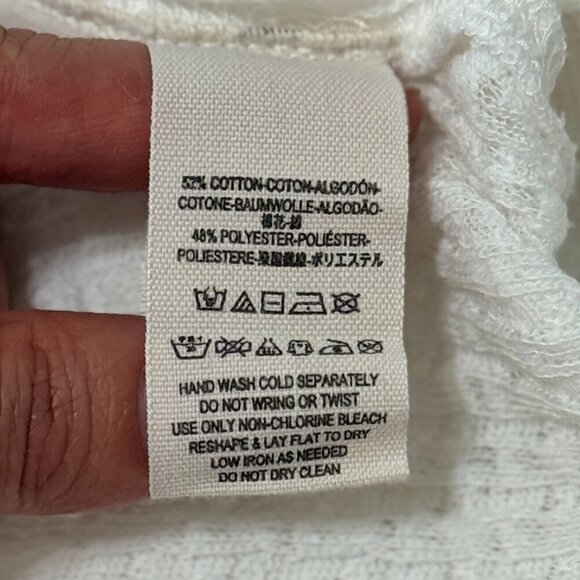 52% COTTON-COTON-ALGODÓN-
COTONE-BAUMWOLLE-ALGODÃO-
棉花-綿
48% POLYESTER-POLIÉSTER-
POLIESTERE-聚酯纖維-ポリエステル
HAND WASH COLD SEPARATELY
DO NOT WRING OR TWIST
USE ONLY NON-CHLORINE BLEACH
RESHAPE & LAY FLAT TO DRY
LOW IRON AS NEEDED
DO NOT DRY CLEAN